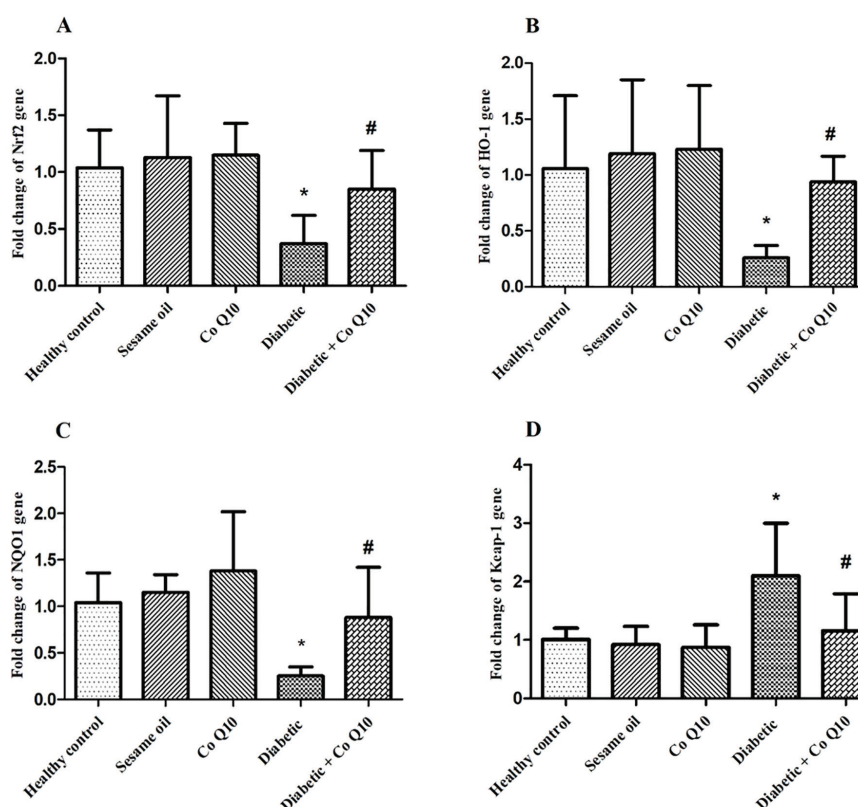 A
Fold change of Nrf2 gene
2.0
1.5
1.0
0.5
0.0
#
*
Healthy control
Sesame oil
Co Q10
Diabetic
Diabetic + Co Q10
B
Fold change of HO-1 gene
2.0
1.5
1.0
0.5
0.0
#
*
Healthy control
Sesame oil
Co Q10
Diabetic
Diabetic + Co Q10
C
Fold change of NQO1 gene
2.5
2.0
1.5
1.0
0.5
0.0
#
*
Healthy control
Sesame oil
Co Q10
Diabetic
Diabetic + Co Q10
D
Fold change of Keap-1 gene
4
3
2
1
0
*
#
Healthy control
Sesame oil
Co Q10
Diabetic
Diabetic + Co Q10